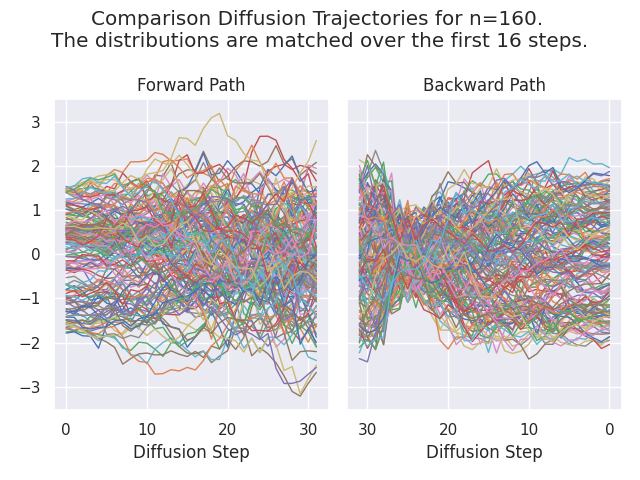 Comparison Diffusion Trajectories for n=160.
The distributions are matched over the first 16 steps.
Forward Path
Backward Path
3
2
1
0
−1
−2
−3
0 10 20 30
30 20 10 0
Diffusion Step
Diffusion Step